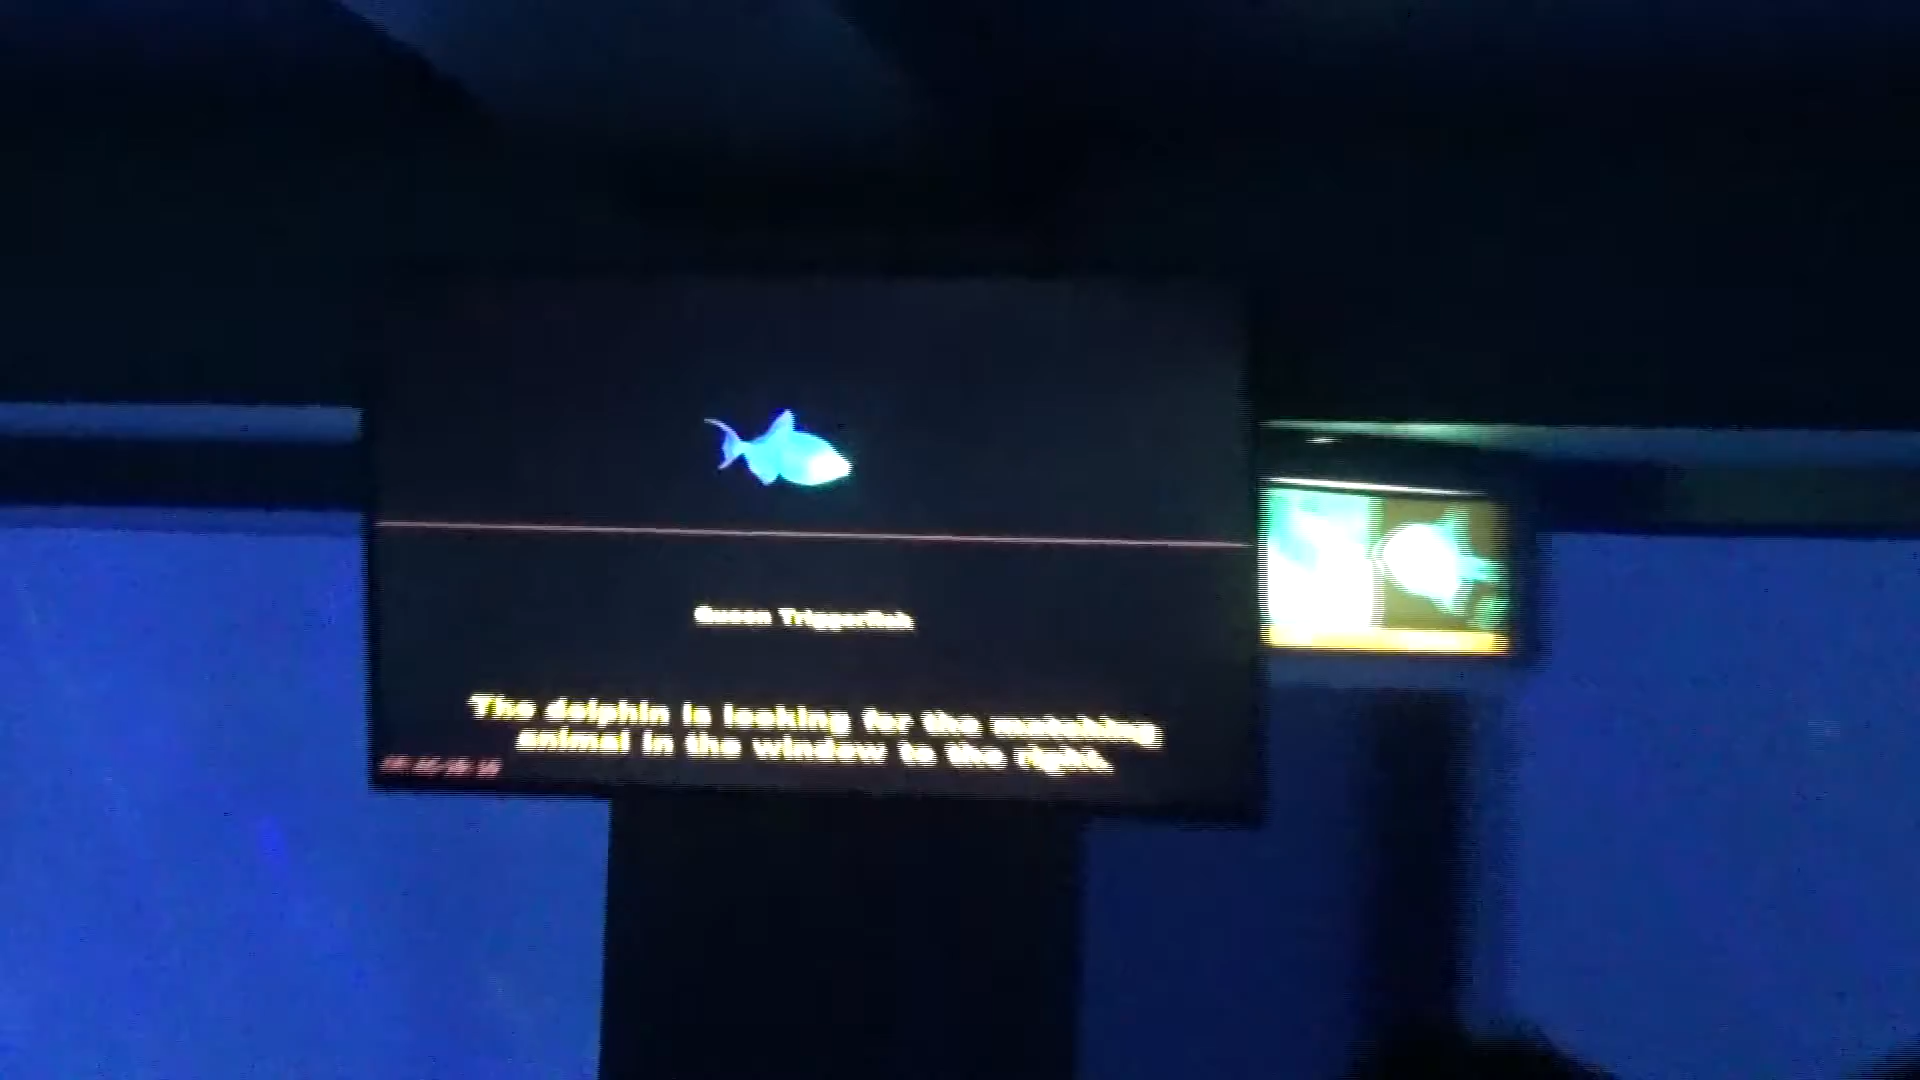 Queen Triggerfish
The dolphin is looking for the matching
animal in the window to the right.